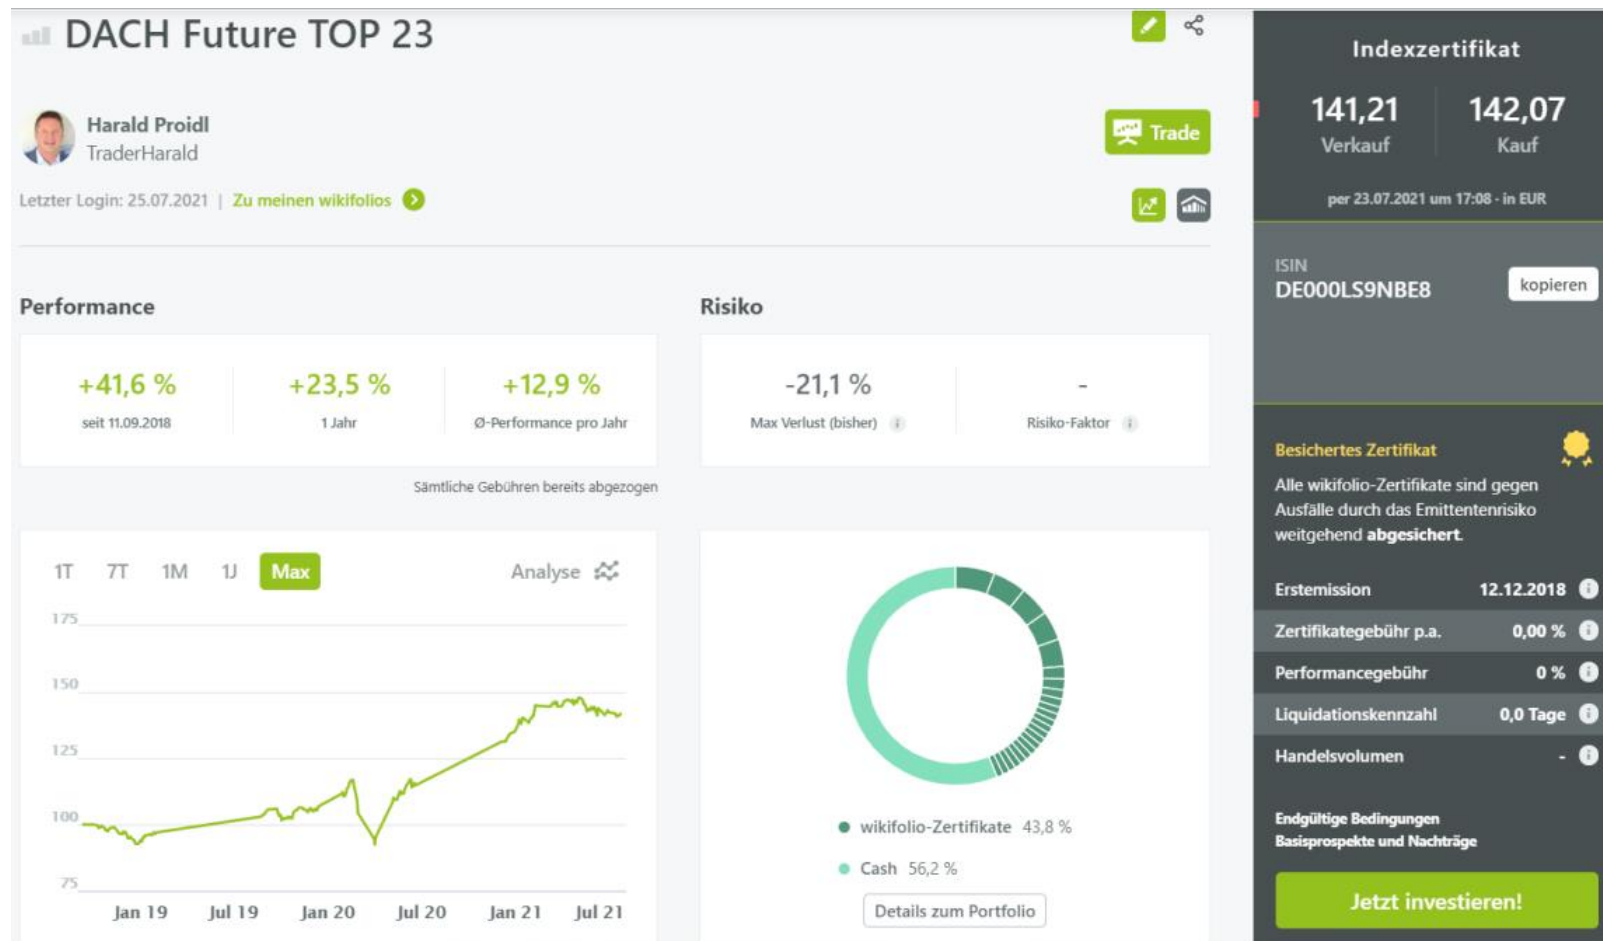 DACH Future TOP 23
Harald Proidl
TraderHarald
Trade
Letzter Login: 25.07.2021 | Zu meinen wikifolios
Performance
+41,6 %
seit 11.09.2018
+23,5 %
1 Jahr
+12,9 %
Ø-Performance pro Jahr
Sämtliche Gebühren bereits abgezogen
Risiko
-21,1 %
Max Verlust (bisher)
-
Risiko-Faktor
1T 7T 1M 1J Max Analyse
175
150
125
100
75
Jan 19 Jul 19 Jan 20 Jul 20 Jan 21 Jul 21
wikifolio-Zertifikate 43,8 %
Cash 56,2 %
Details zum Portfolio
Indexzertifikat
141,21 142,07
Verkauf Kauf
per 23.07.2021 um 17:08 - in EUR
ISIN
DE000LS9NBE8
kopieren
Besichertes Zertifikat
Alle wikifolio-Zertifikate sind gegen
Ausfälle durch das Emittentenrisiko
weitgehend abgesichert.
Erstemission 12.12.2018
Zertifikategebühr p.a. 0,00 %
Performancegebühr 0 %
Liquidationskennzahl 0,0 Tage
Handelsvolumen -
Endgültige Bedingungen
Basisprospekte und Nachträge
Jetzt investieren!